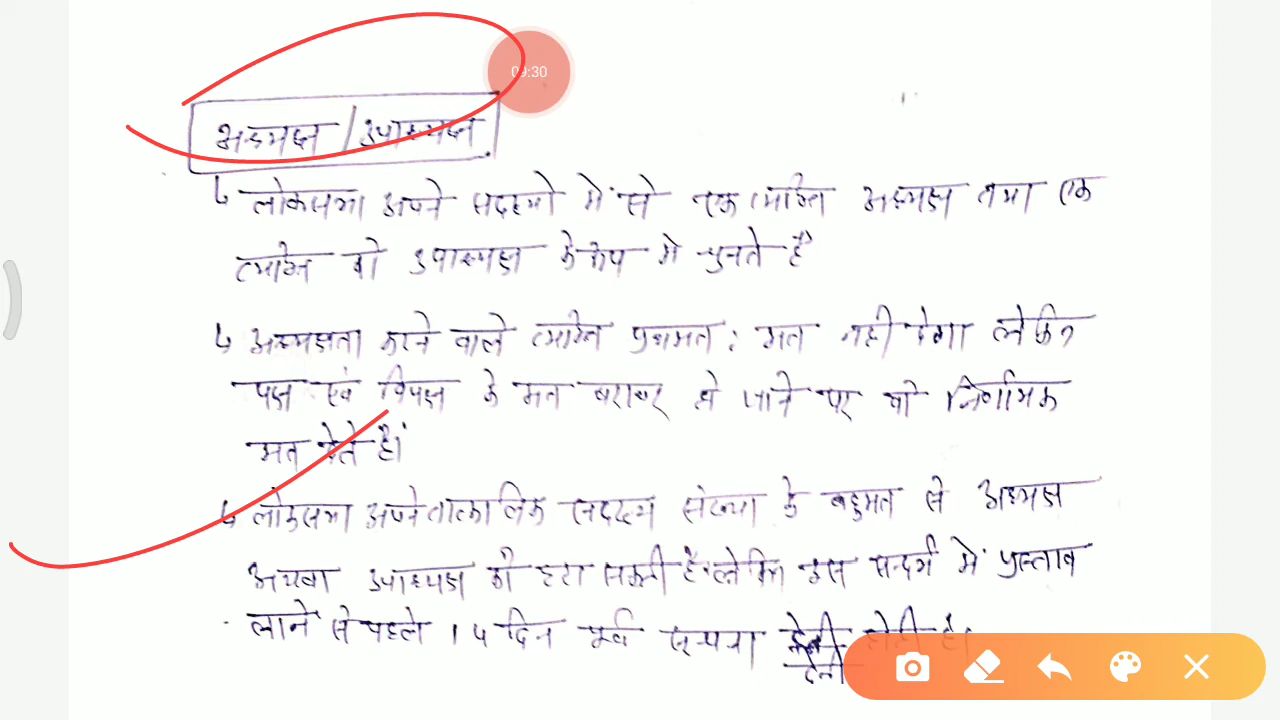 09:30
अध्यक्ष / उपाध्यक्ष
↳ लोकसभा अपने सदस्यो मे से एक व्यक्ति अध्यक्ष तथा एक
व्यक्ति को उपाध्यक्ष के रूप मे चुनते है
↳ अध्यक्षता करने वाले व्यक्ति प्रथमतः मत नही देगा लेकिन
पक्ष एवं विपक्ष के मत बराबर हो जाने पर वो निर्णायक
मत देते है।
↳ लोकसभा अपने तात्कालिक सदस्य संख्या के बहुमत से अध्यक्ष
अथवा उपाध्यक्ष को हटा सकती है। लेकिन इस सन्दर्भ में प्रस्ताव
लाने से पहले 14 दिन पूर्व सूचना देनी होती है।